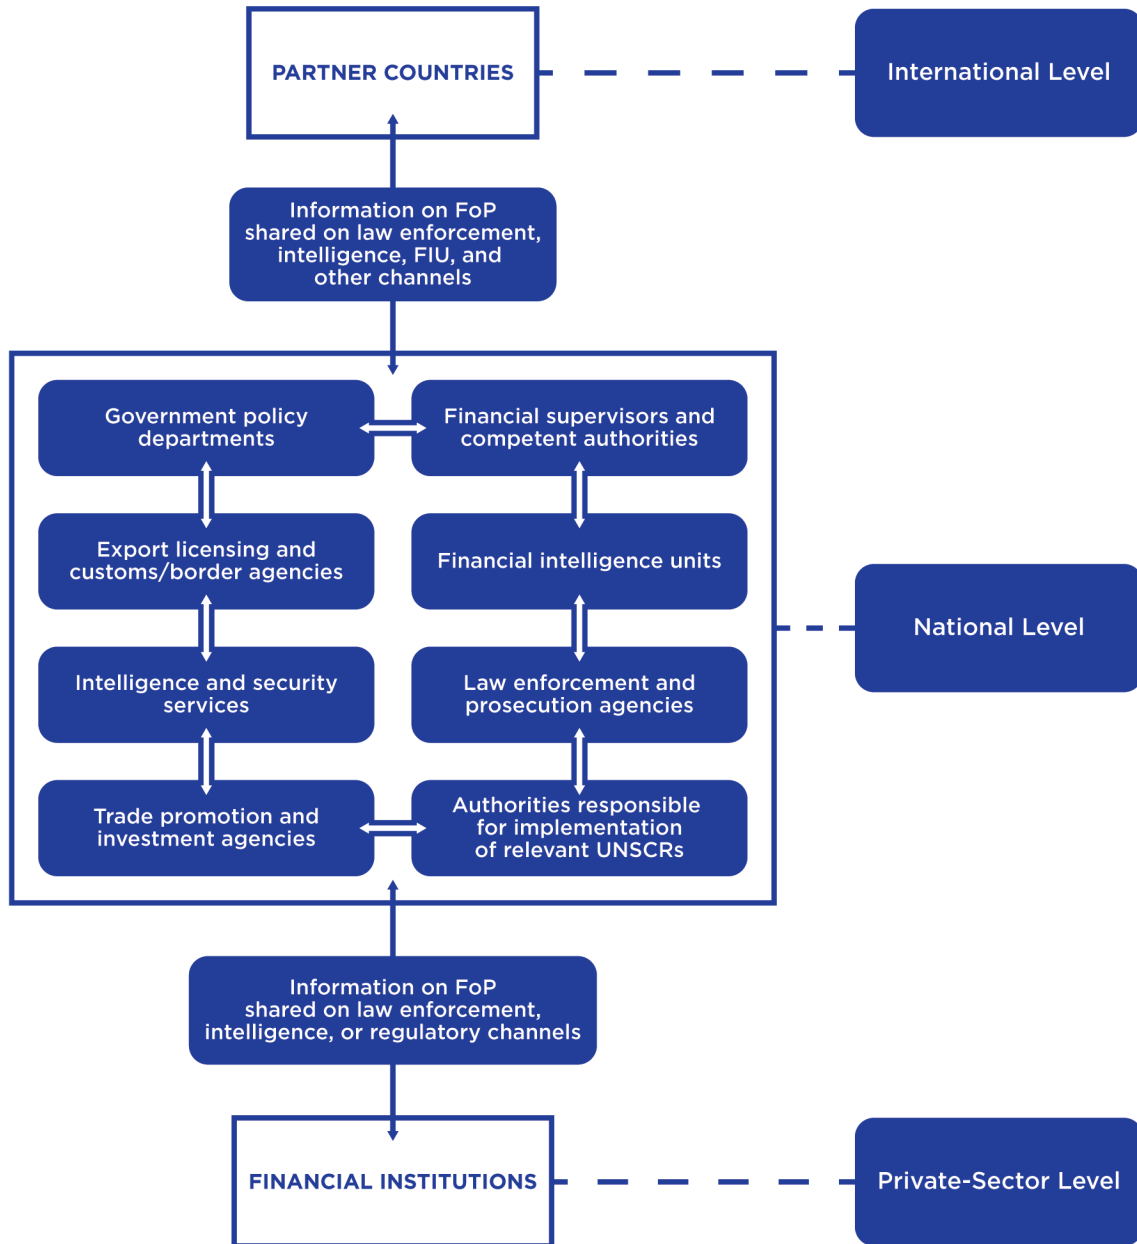 PARTNER COUNTRIES
International Level
Information on FoP
shared on law enforcement,
intelligence, FIU, and
other channels
Government policy
departments
Financial supervisors and
competent authorities
Export licensing and
customs/border agencies
Financial intelligence units
National Level
Intelligence and security
services
Law enforcement and
prosecution agencies
Trade promotion and
investment agencies
Authorities responsible
for implementation
of relevant UNSCRs
Information on FoP
shared on law enforcement,
intelligence, or regulatory channels
FINANCIAL INSTITUTIONS
Private-Sector Level